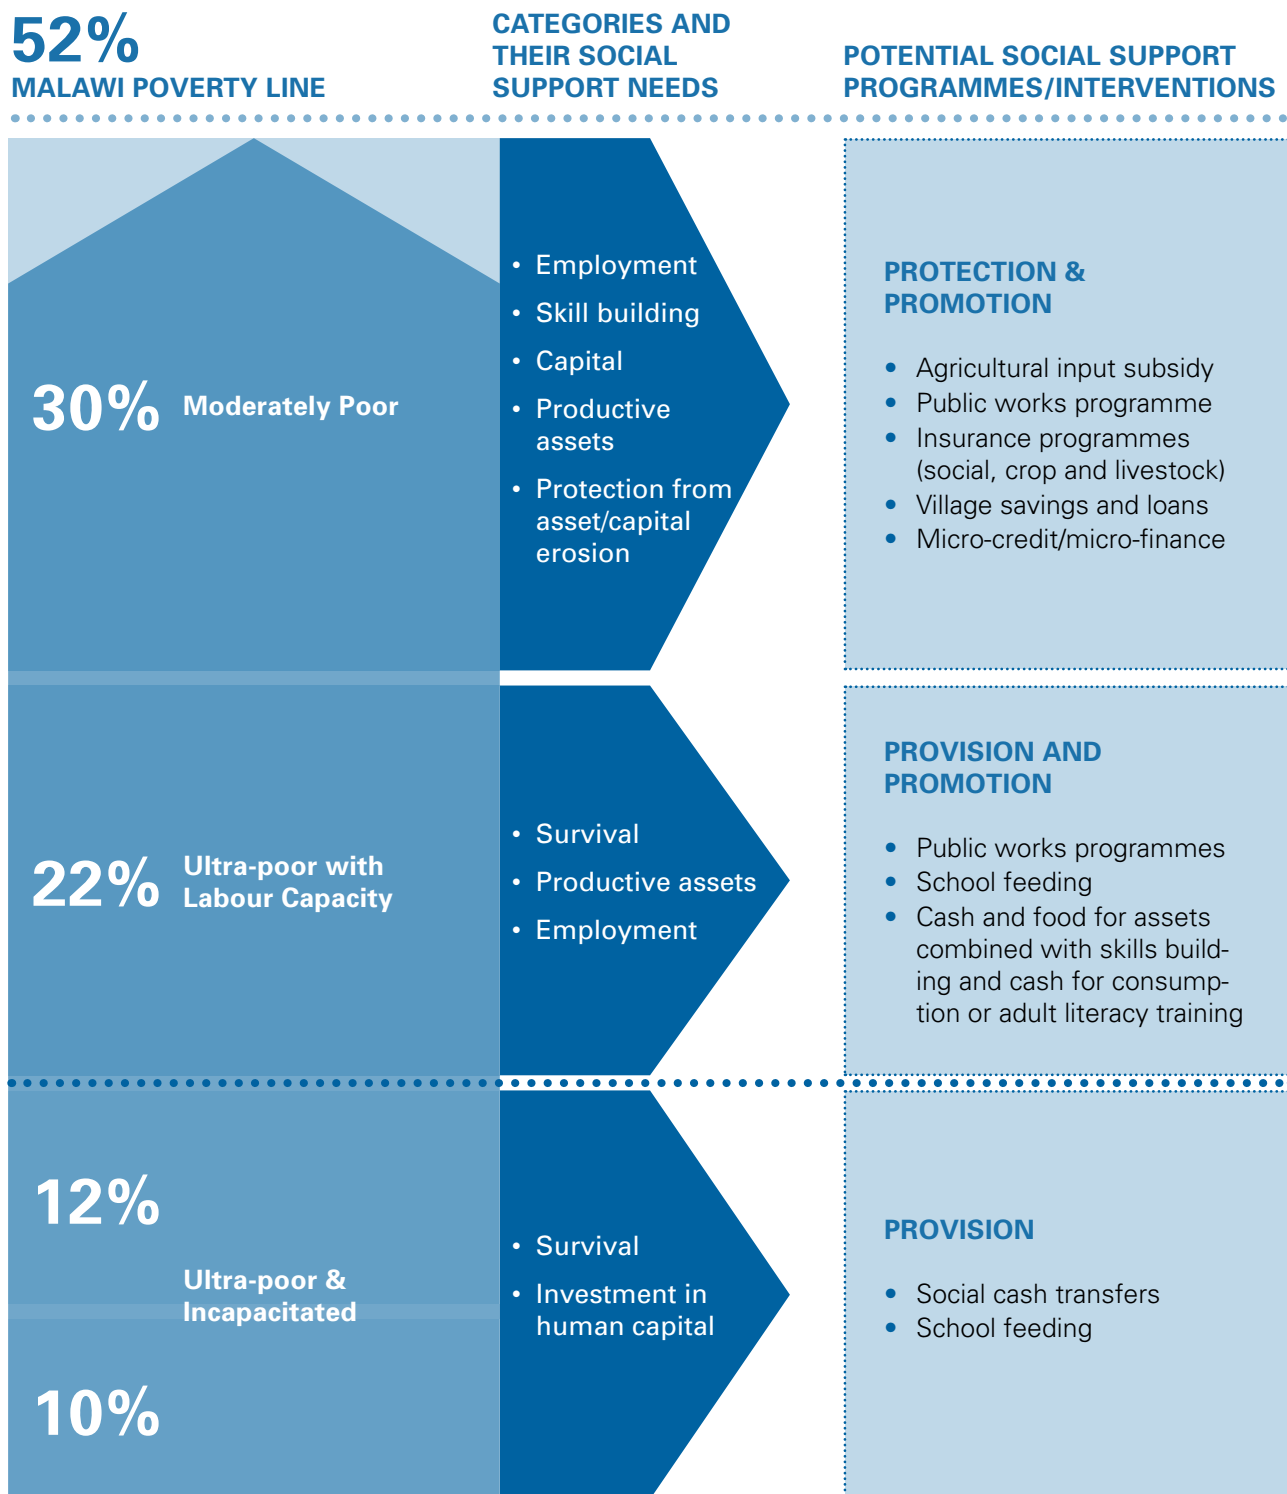 52%
MALAWI POVERTY LINE
CATEGORIES AND
THEIR SOCIAL
SUPPORT NEEDS
POTENTIAL SOCIAL SUPPORT
PROGRAMMES/INTERVENTIONS
30%
Moderately Poor
• Employment
• Skill building
• Capital
• Productive
assets
• Protection from
asset/capital
erosion
PROTECTION &
PROMOTION
• Agricultural input subsidy
• Public works programme
• Insurance programmes
(social, crop and livestock)
• Village savings and loans
• Micro-credit/micro-finance
22%
Ultra-poor with
Labour Capacity
• Survival
• Productive assets
• Employment
PROVISION AND
PROMOTION
• Public works programmes
• School feeding
• Cash and food for assets
combined with skills build-
ing and cash for consump-
tion or adult literacy training
12%
Ultra-poor &
Incapacitated
10%
• Survival
• Investment in
human capital
PROVISION
• Social cash transfers
• School feeding